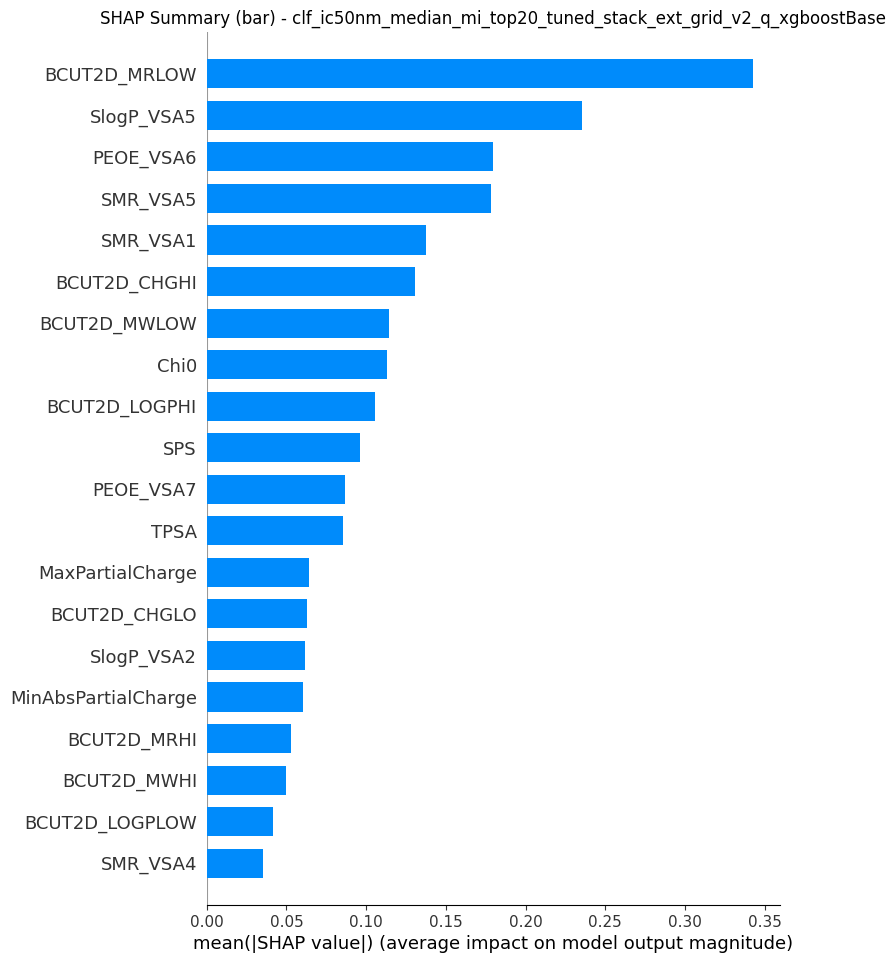 SHAP Summary (bar) - clf_ic50nm_median_mi_top20_tuned_stack_ext_grid_v2_q_xgboostBase
BCUT2D_MRLOW
SlogP_VSA5
PEOE_VSA6
SMR_VSA5
SMR_VSA1
BCUT2D_CHGHI
BCUT2D_MWLOW
Chi0
BCUT2D_LOGPHI
SPS
PEOE_VSA7
TPSA
MaxPartialCharge
BCUT2D_CHGLO
SlogP_VSA2
MinAbsPartialCharge
BCUT2D_MRHI
BCUT2D_MWHI
BCUT2D_LOGPLOW
SMR_VSA4
0.00 0.05 0.10 0.15 0.20 0.25 0.30 0.35
mean(|SHAP value|) (average impact on model output magnitude)